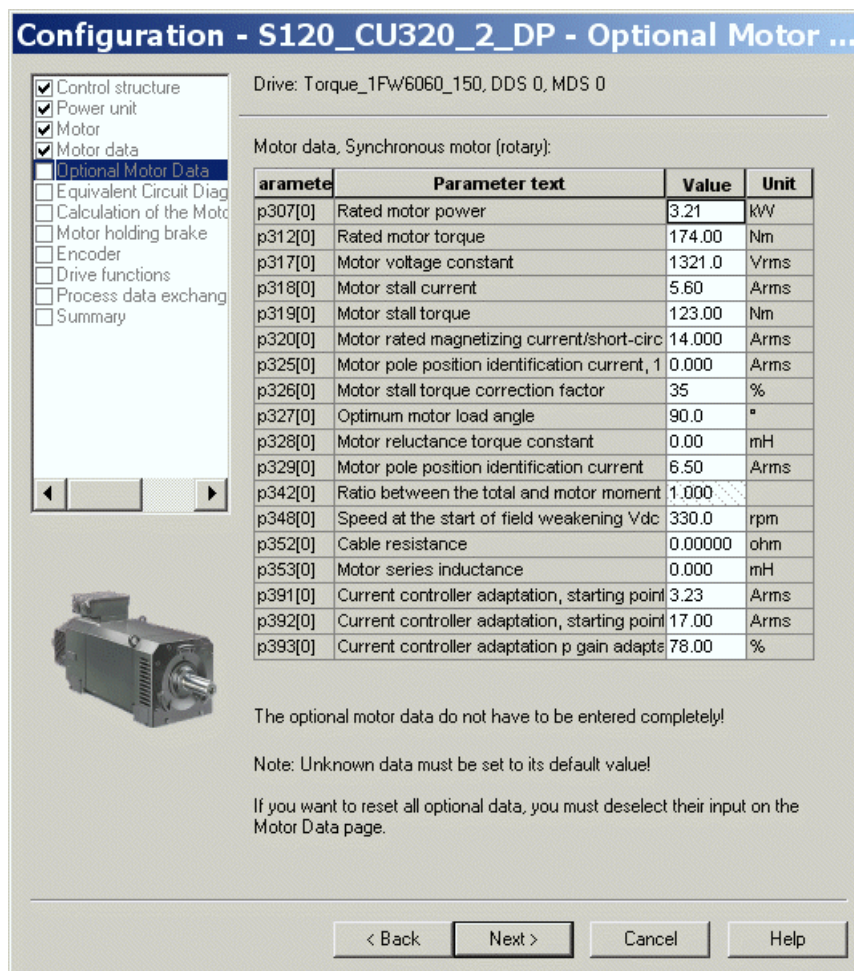 Configuration - S120_CU320_2_DP - Optional Motor ...
Control structure
Power unit
Motor
Motor data
Optional Motor Data
Equivalent Circuit Diag
Calculation of the Moto
Motor holding brake
Encoder
Drive functions
Process data exchang
Summary
Drive: Torque_1FW6060_150, DDS 0, MDS 0
Motor data, Synchronous motor (rotary):
aramete Parameter text Value Unit
p307[0] Rated motor power 3.21 kW
p312[0] Rated motor torque 174.00 Nm
p317[0] Motor voltage constant 1321.0 Vrms
p318[0] Motor stall current 5.60 Arms
p319[0] Motor stall torque 123.00 Nm
p320[0] Motor rated magnetizing current/short-circ 14.000 Arms
p325[0] Motor pole position identification current, 1 0.000 Arms
p326[0] Motor stall torque correction factor 35 %
p327[0] Optimum motor load angle 90.0 °
p328[0] Motor reluctance torque constant 0.00 mH
p329[0] Motor pole position identification current 6.50 Arms
p342[0] Ratio between the total and motor moment 1.000
p348[0] Speed at the start of field weakening Vdc 330.0 rpm
p352[0] Cable resistance 0.00000 ohm
p353[0] Motor series inductance 0.000 mH
p391[0] Current controller adaptation, starting point 3.23 Arms
p392[0] Current controller adaptation, starting point 17.00 Arms
p393[0] Current controller adaptation p gain adapta 78.00 %
The optional motor data do not have to be entered completely!
Note: Unknown data must be set to its default value!
If you want to reset all optional data, you must deselect their input on the
Motor Data page.
< Back Next > Cancel Help